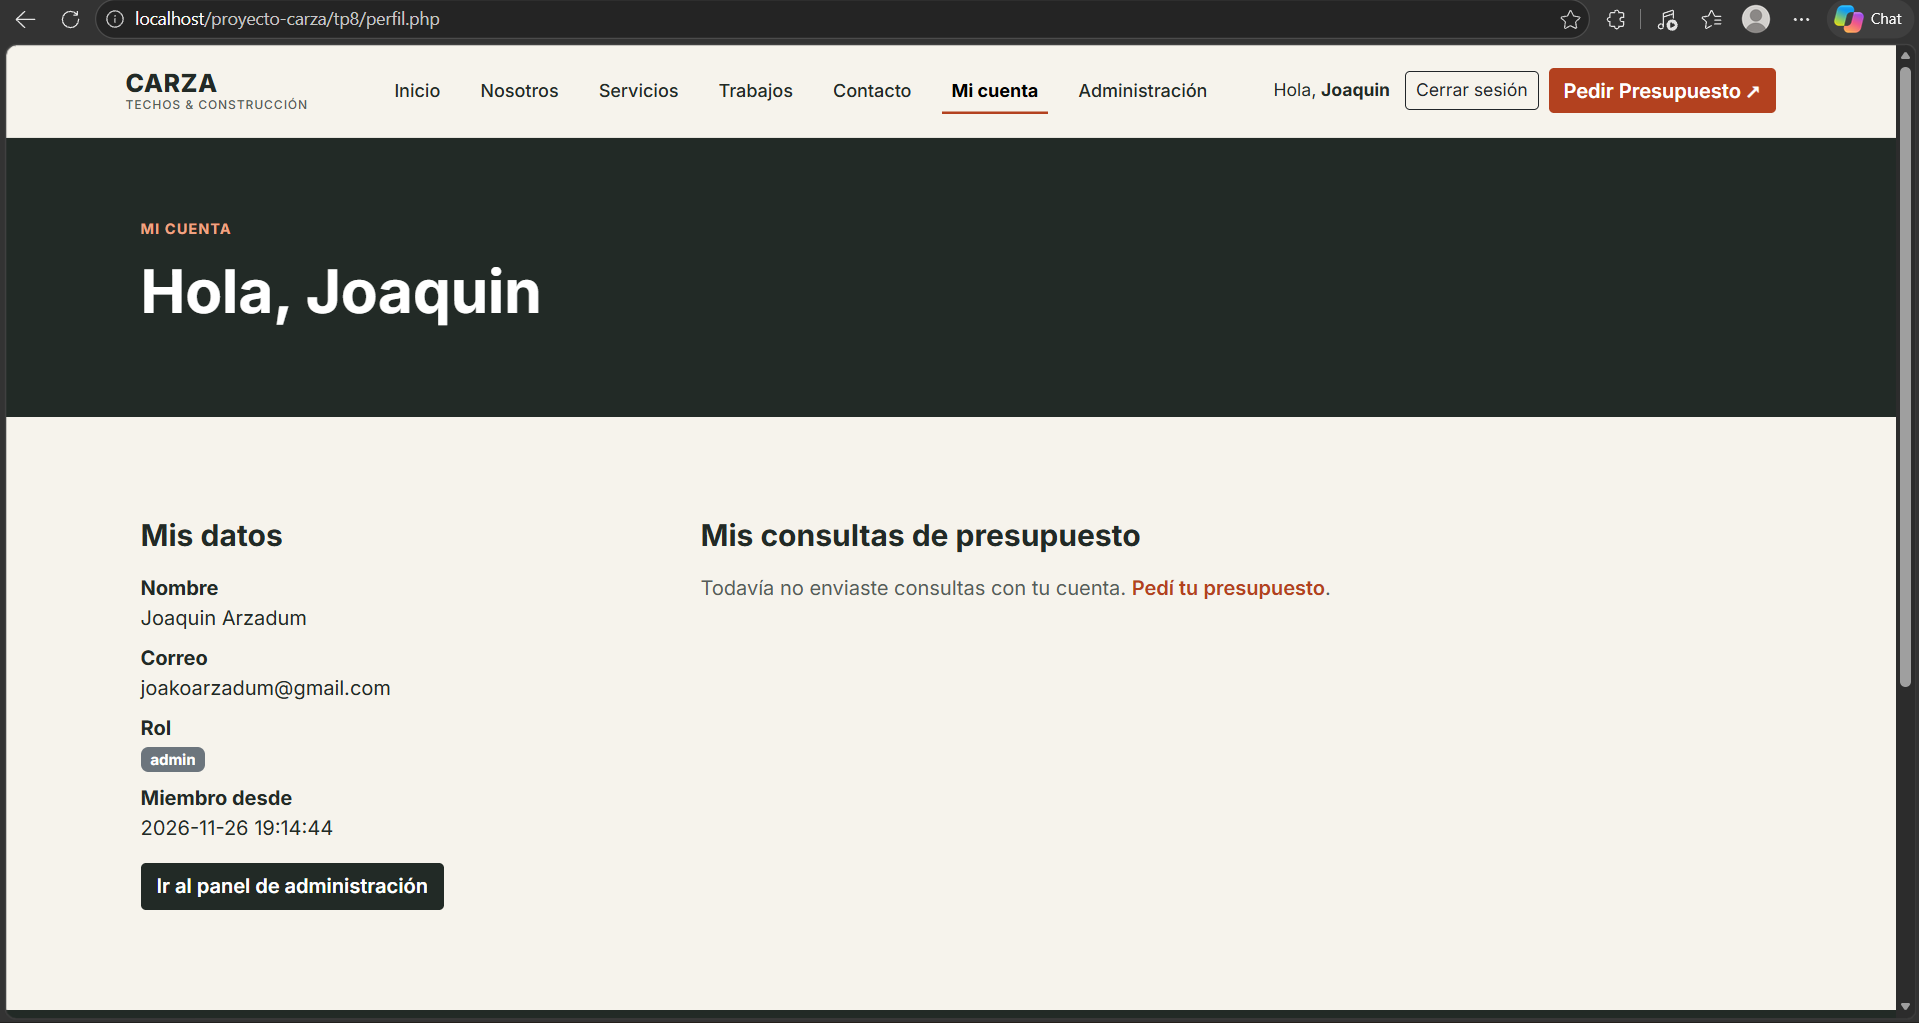 localhost/proyecto-carza/tp8/perfil.php
Chat
CARZA
TECHOS & CONSTRUCCIÓN
Inicio
Nosotros
Servicios
Trabajos
Contacto
Mi cuenta
Administración
Hola, Joaquin
Cerrar sesión
Pedir Presupuesto ↗
MI CUENTA
Hola, Joaquin
Mis datos
Nombre
Joaquin Arzadum
Correo
joakoarzadum@gmail.com
Rol
admin
Miembro desde
2026-11-26 19:14:44
Ir al panel de administración
Mis consultas de presupuesto
Todavía no enviaste consultas con tu cuenta. Pedí tu presupuesto.